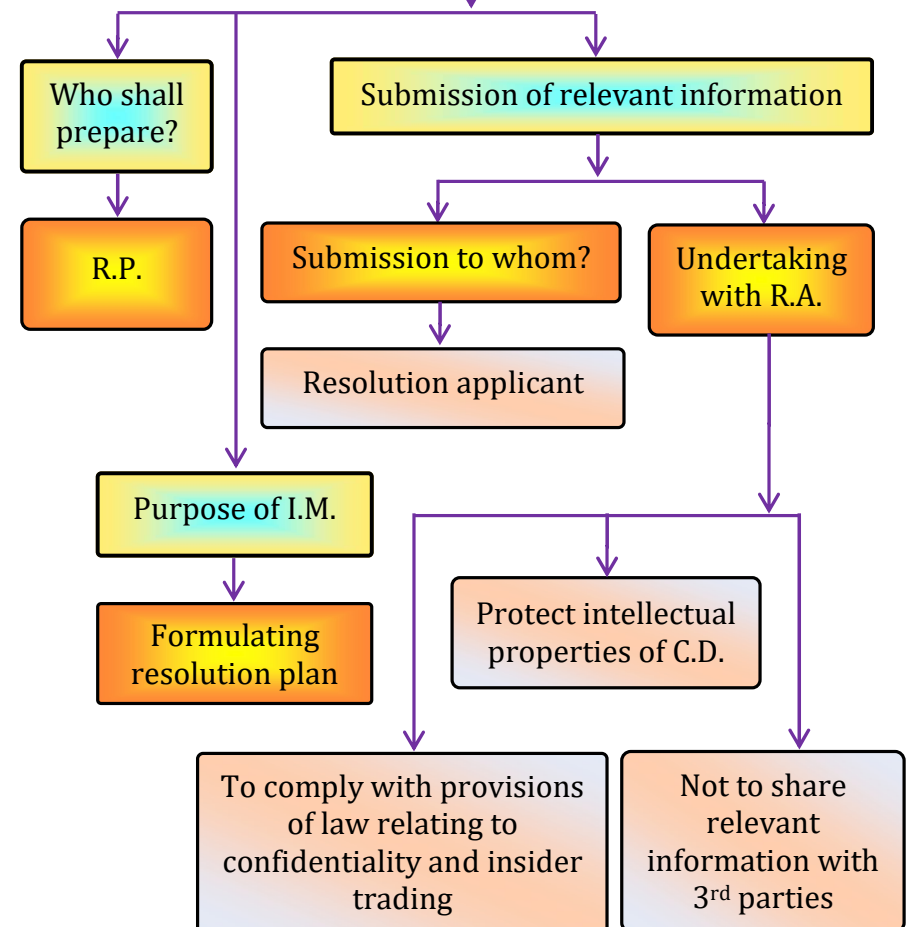 Who shall
prepare?
Submission of relevant information
R.P.
Submission to whom?
Undertaking
with R.A.
Resolution applicant
Purpose of I.M.
Formulating
resolution plan
Protect intellectual
properties of C.D.
To comply with provisions
of law relating to
confidentiality and insider
trading
Not to share
relevant
information with
3rd parties